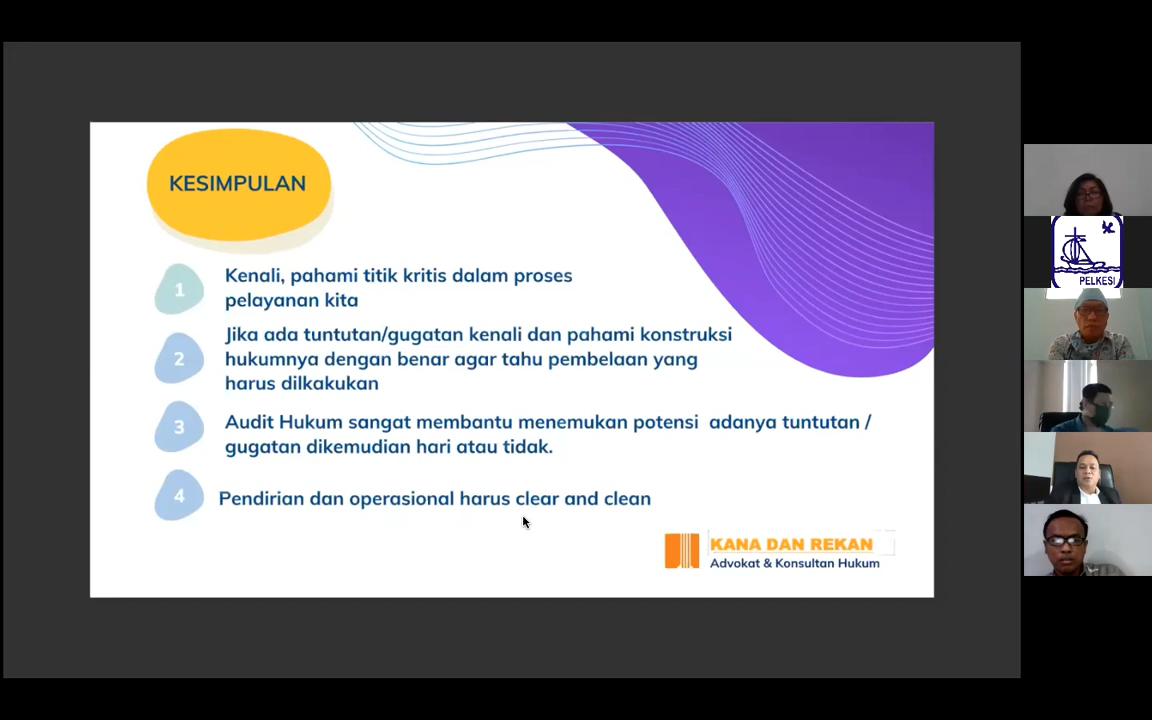 KESIMPULAN
1
Kenali, pahami titik kritis dalam proses
pelayanan kita
2
Jika ada tuntutan/gugatan kenali dan pahami konstruksi
hukumnya dengan benar agar tahu pembelaan yang
harus dilkakukan
3
Audit Hukum sangat membantu menemukan potensi adanya tuntutan /
gugatan dikemudian hari atau tidak.
4
Pendirian dan operasional harus clear and clean
KANA DAN REKAN
Advokat & Konsultan Hukum
PELKESI